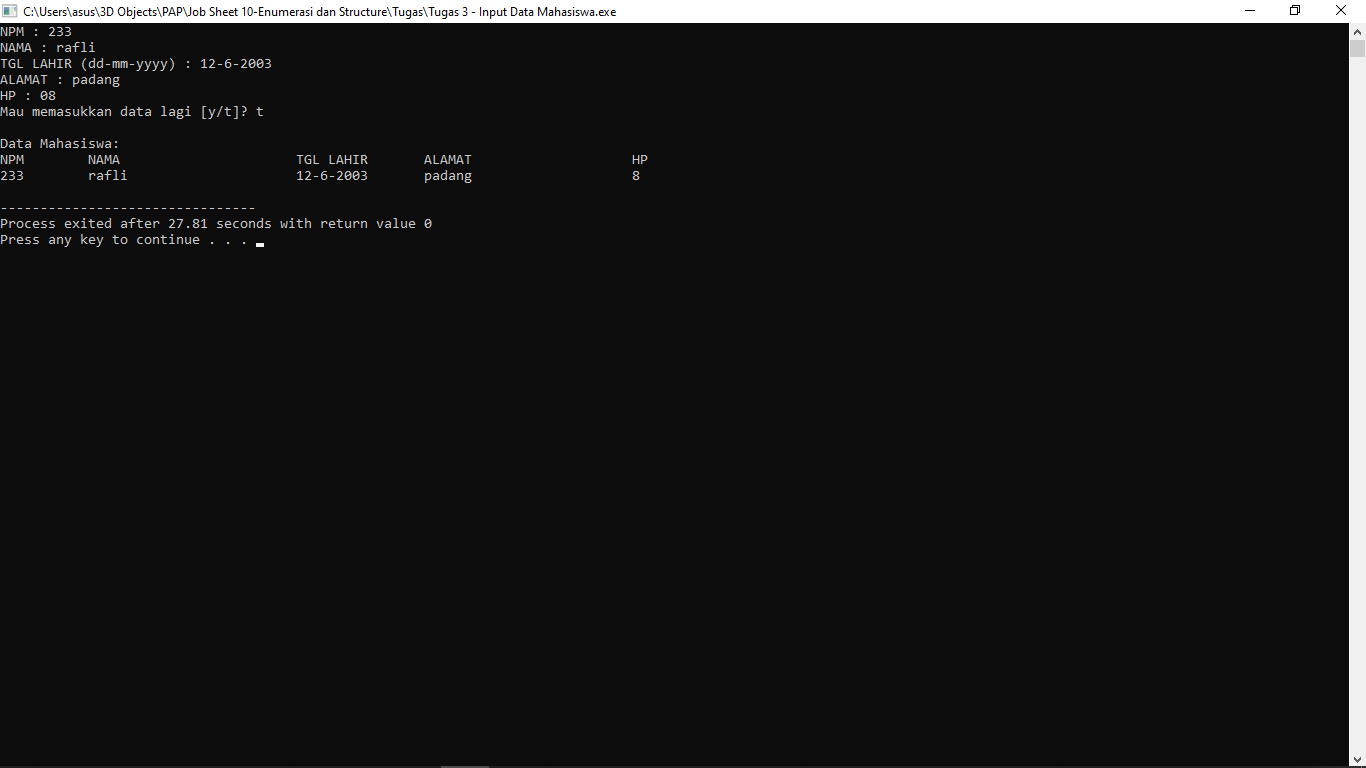 C:\Users\asus\3D Objects\PAP\Job Sheet 10-Enumerasi dan Structure\Tugas\Tugas 3 - Input Data Mahasiswa.exe
NPM : 233
NAMA : rafli
TGL LAHIR (dd-mm-yyyy) : 12-6-2003
ALAMAT : padang
HP : 08
Mau memasukkan data lagi [y/t]? t
Data Mahasiswa:
NPM NAMA TGL LAHIR ALAMAT HP
233 rafli 12-6-2003 padang 8
--------------------------------
Process exited after 27.81 seconds with return value 0
Press any key to continue . . .